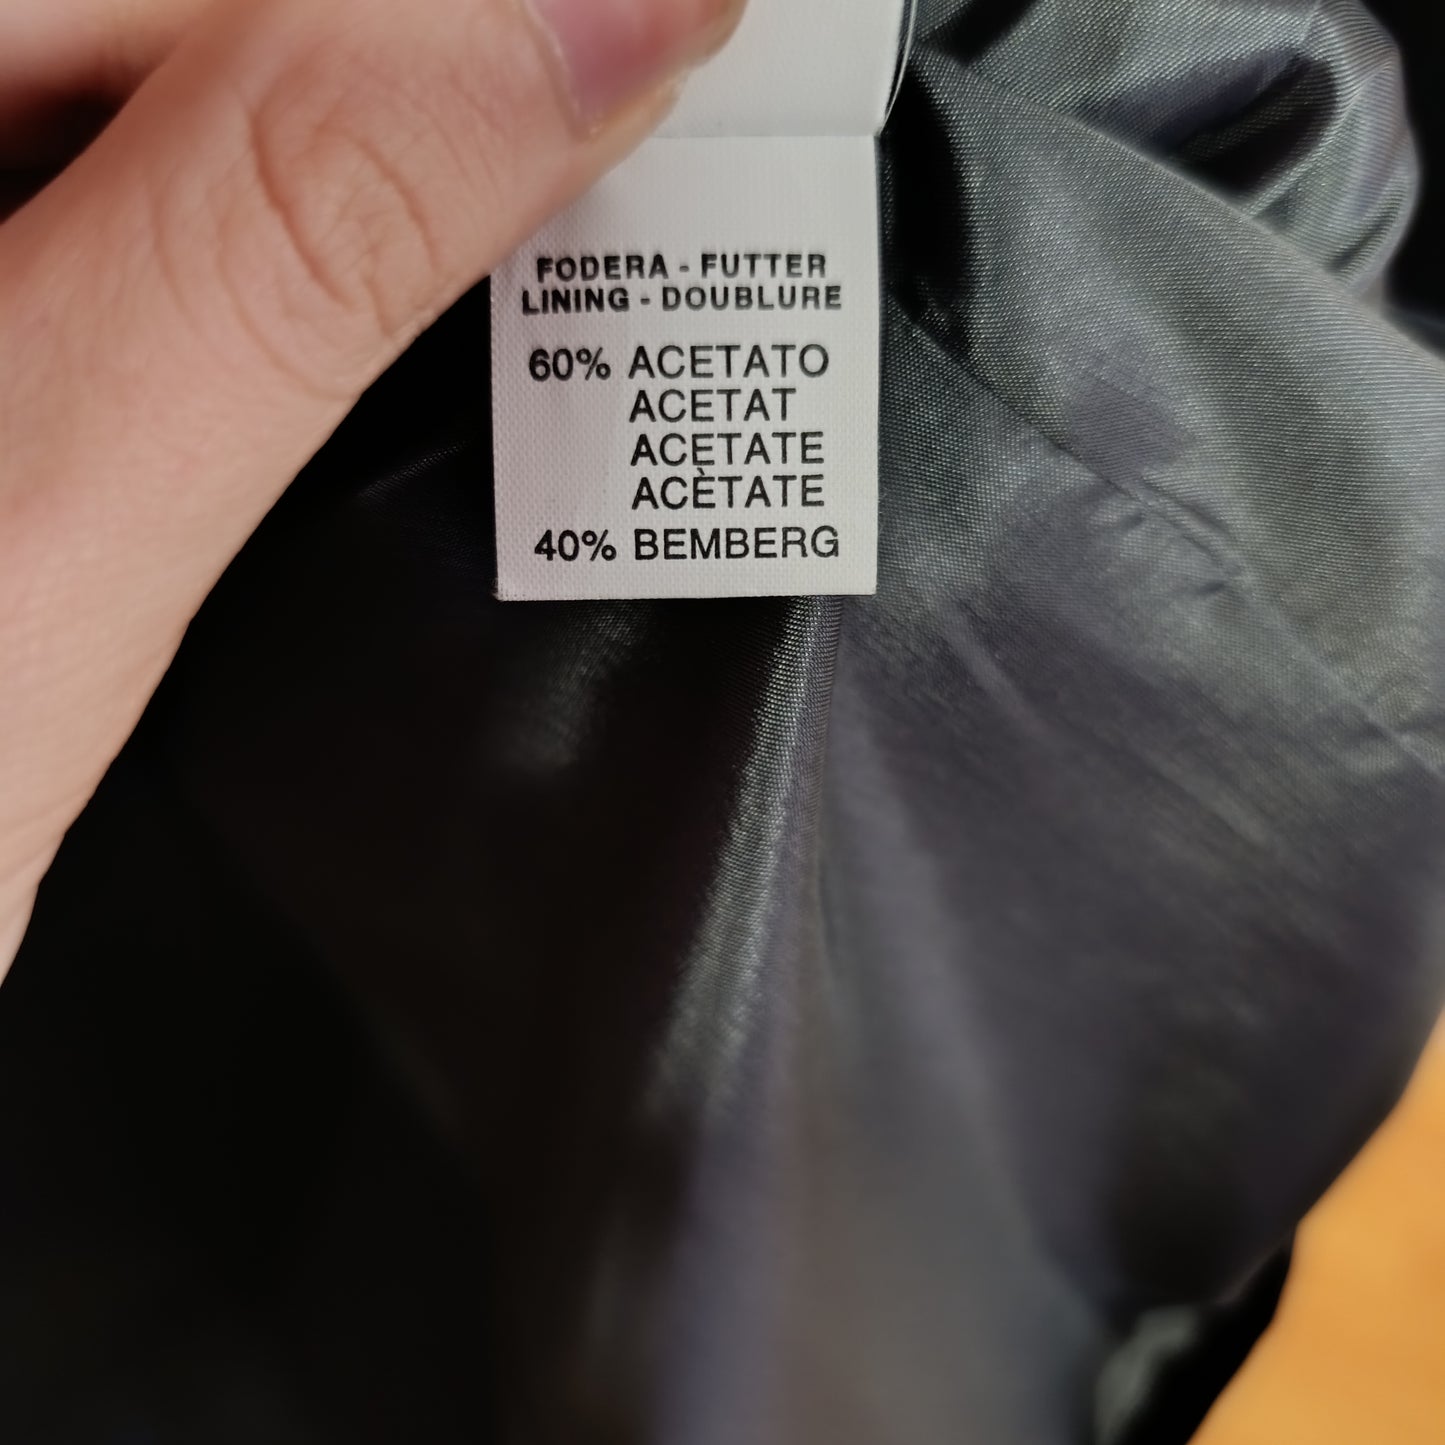 FODERA - FUTTER
LINING - DOUBLURE
60% ACETATO
ACETAT
ACETATE
ACÈTATE
40% BEMBERG